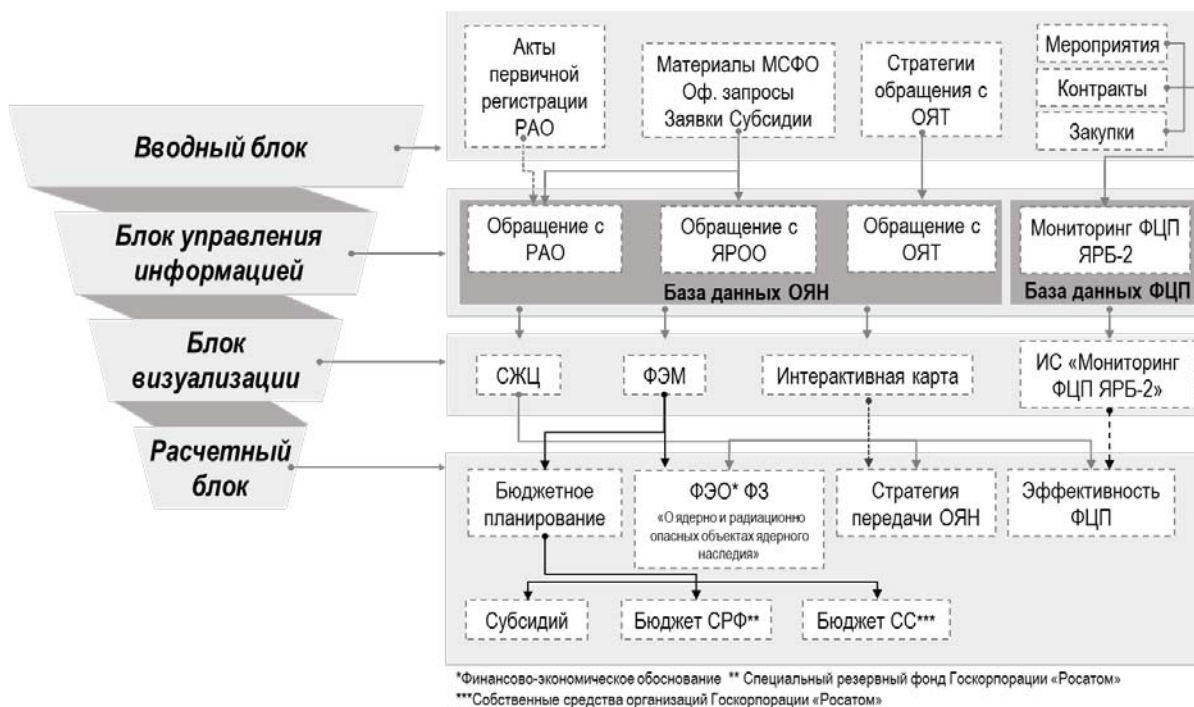 Вводный блок
Акты
первичной
регистрации
РАО
Материалы МСФО
Оф. запросы
Заявки Субсидии
Стратегии
обращения с
ОЯТ
Мероприятия
Контракты
Закупки
Блок управления
информацией
Обращение с
РАО
Обращение с
ЯРОО
Обращение с
ОЯТ
База данных ОЯН
Мониторинг ФЦП
ЯРБ-2
База данных ФЦП
Блок
визуализации
СЖЦ
ФЭМ
Интерактивная карта
ИС «Мониторинг
ФЦП ЯРБ-2»
Расчетный
блок
Бюджетное
планирование
ФЭО* ФЗ
«О ядерно и радиационно
опасных объектах ядерного
наследия»
Стратегия
передачи ОЯН
Эффективность
ФЦП
Субсидий
Бюджет СРФ**
Бюджет СС***
*Финансово-экономическое обоснование ** Специальный резервный фонд Госкорпорации «Росатом»
***Собственные средства организаций Госкорпорации «Росатом»